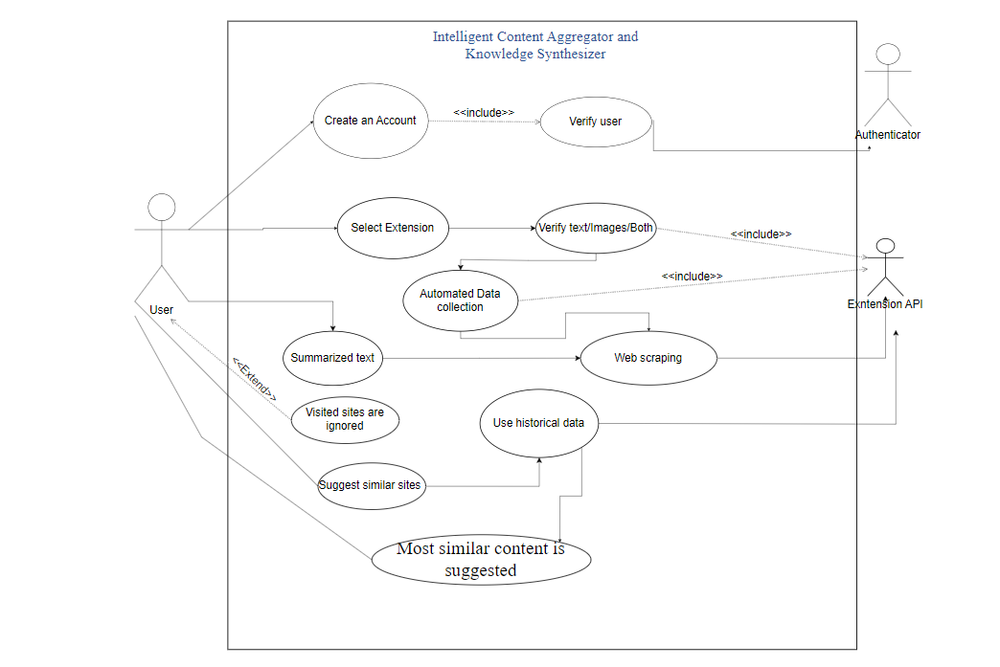 Intelligent Content Aggregator and
Knowledge Synthesizer
Create an Account
<<include>>
Verify user
Authenticator
Select Extension
Verify text/Images/Both
<<include>>
Automated Data
collection
<<include>>
Exntension API
User
Summarized text
Web scraping
<<Extend>>
Visited sites are
ignored
Use historical data
Suggest similar sites
Most similar content is
suggested